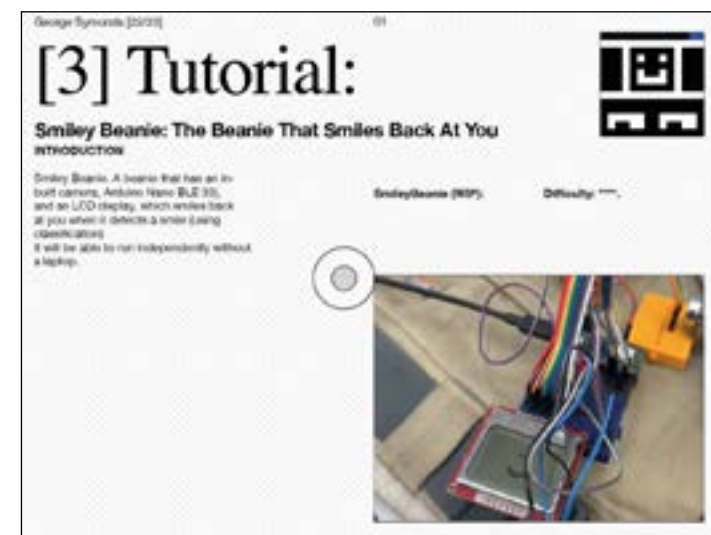 George Symonds [22/23]
01
[3] Tutorial:
Smiley Beanie: The Beanie That Smiles Back At You
INTRODUCTION
Smiley Beanie. A beanie that has an in-
built camera, Arduino Nano BLE 33,
and an LCD display, which smiles back
at you when it detects a smile (using
classification)
It will be able to run independently without
a laptop.
SmileyBeanie (WIP).
Difficulty: ****.